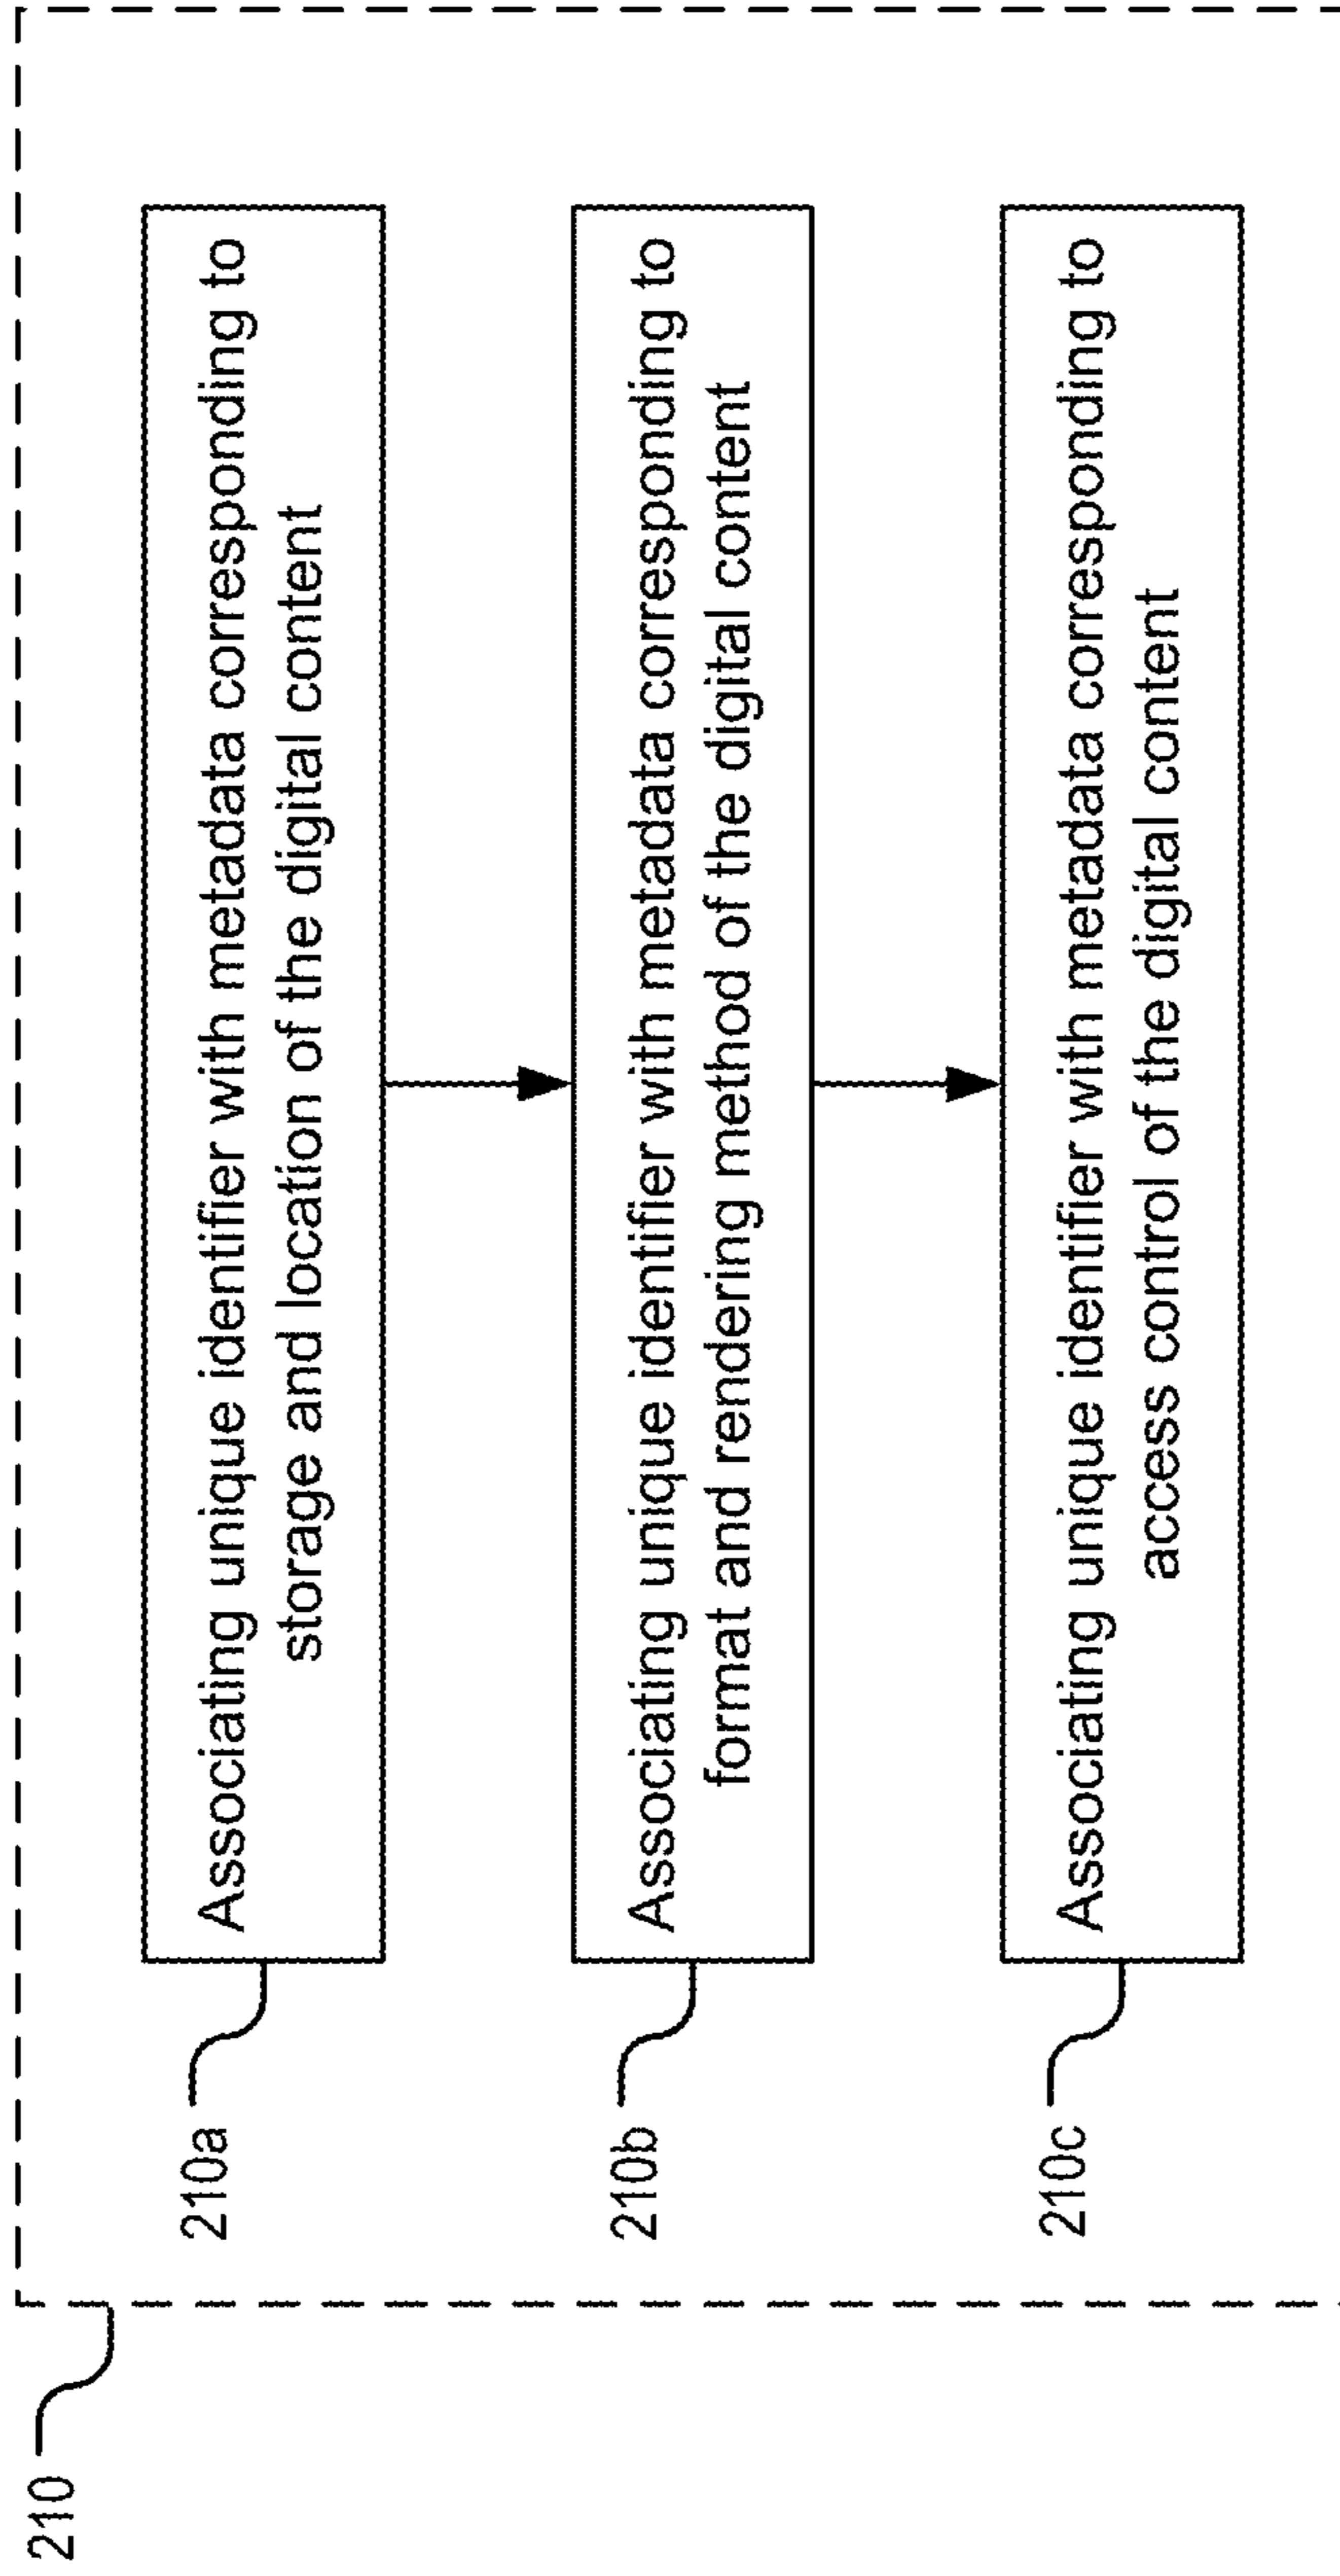 210
210a
Associating unique identifier with metadata corresponding to
storage and location of the digital content
210b
Associating unique identifier with metadata corresponding to
format and rendering method of the digital content
210c
Associating unique identifier with metadata corresponding to
access control of the digital content